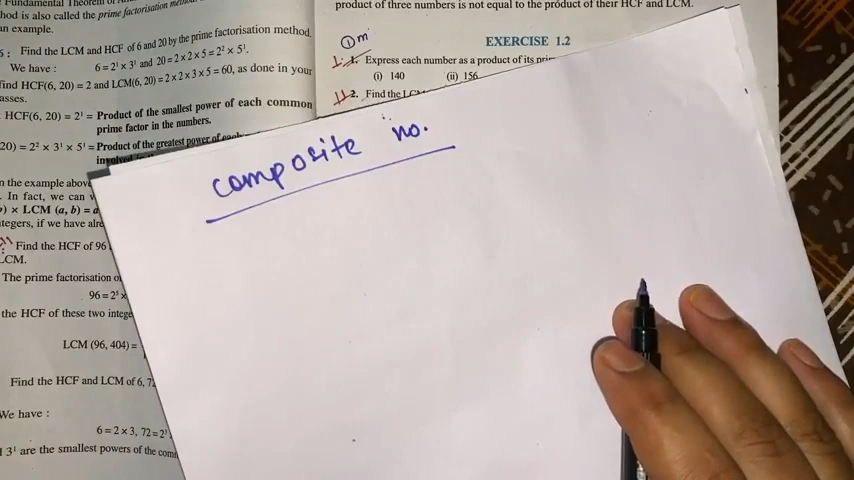 Fundamental Theorem of
hod is also called the prime factorisation method.
an example.
: Find the LCM and HCF of 6 and 20 by the prime factorisation method.
We have : 6 = 2¹ × 3¹ and 20 = 2 × 2 × 5 = 2² × 5¹.
find HCF(6, 20) = 2 and LCM(6, 20) = 2 × 2 × 3 × 5 = 60, as done in your
asses.
HCF(6, 20) = 2¹ = Product of the smallest power of each common
prime factor in the numbers.
20) = 2² × 3¹ × 5¹ = Product of the greatest power of each
n the example above
. In fact, we can
b) × LCM (a, b) = a
tegers, if we have alre
Find the HCF of 96
LCM.
The prime factorisation o
96 = 2⁵ ×
the HCF of these two intege
LCM (96, 404) =
Find the HCF and LCM of 6, 72
We have :
6 = 2 × 3, 72 = 2³
3¹ are the smallest powers of the com
product of three numbers is not equal to the product of their HCF and LCM.
① m
EXERCISE 1.2
1. Express each number as a product of its
(i) 140 (ii) 156
2. Find the LCM
composite no.